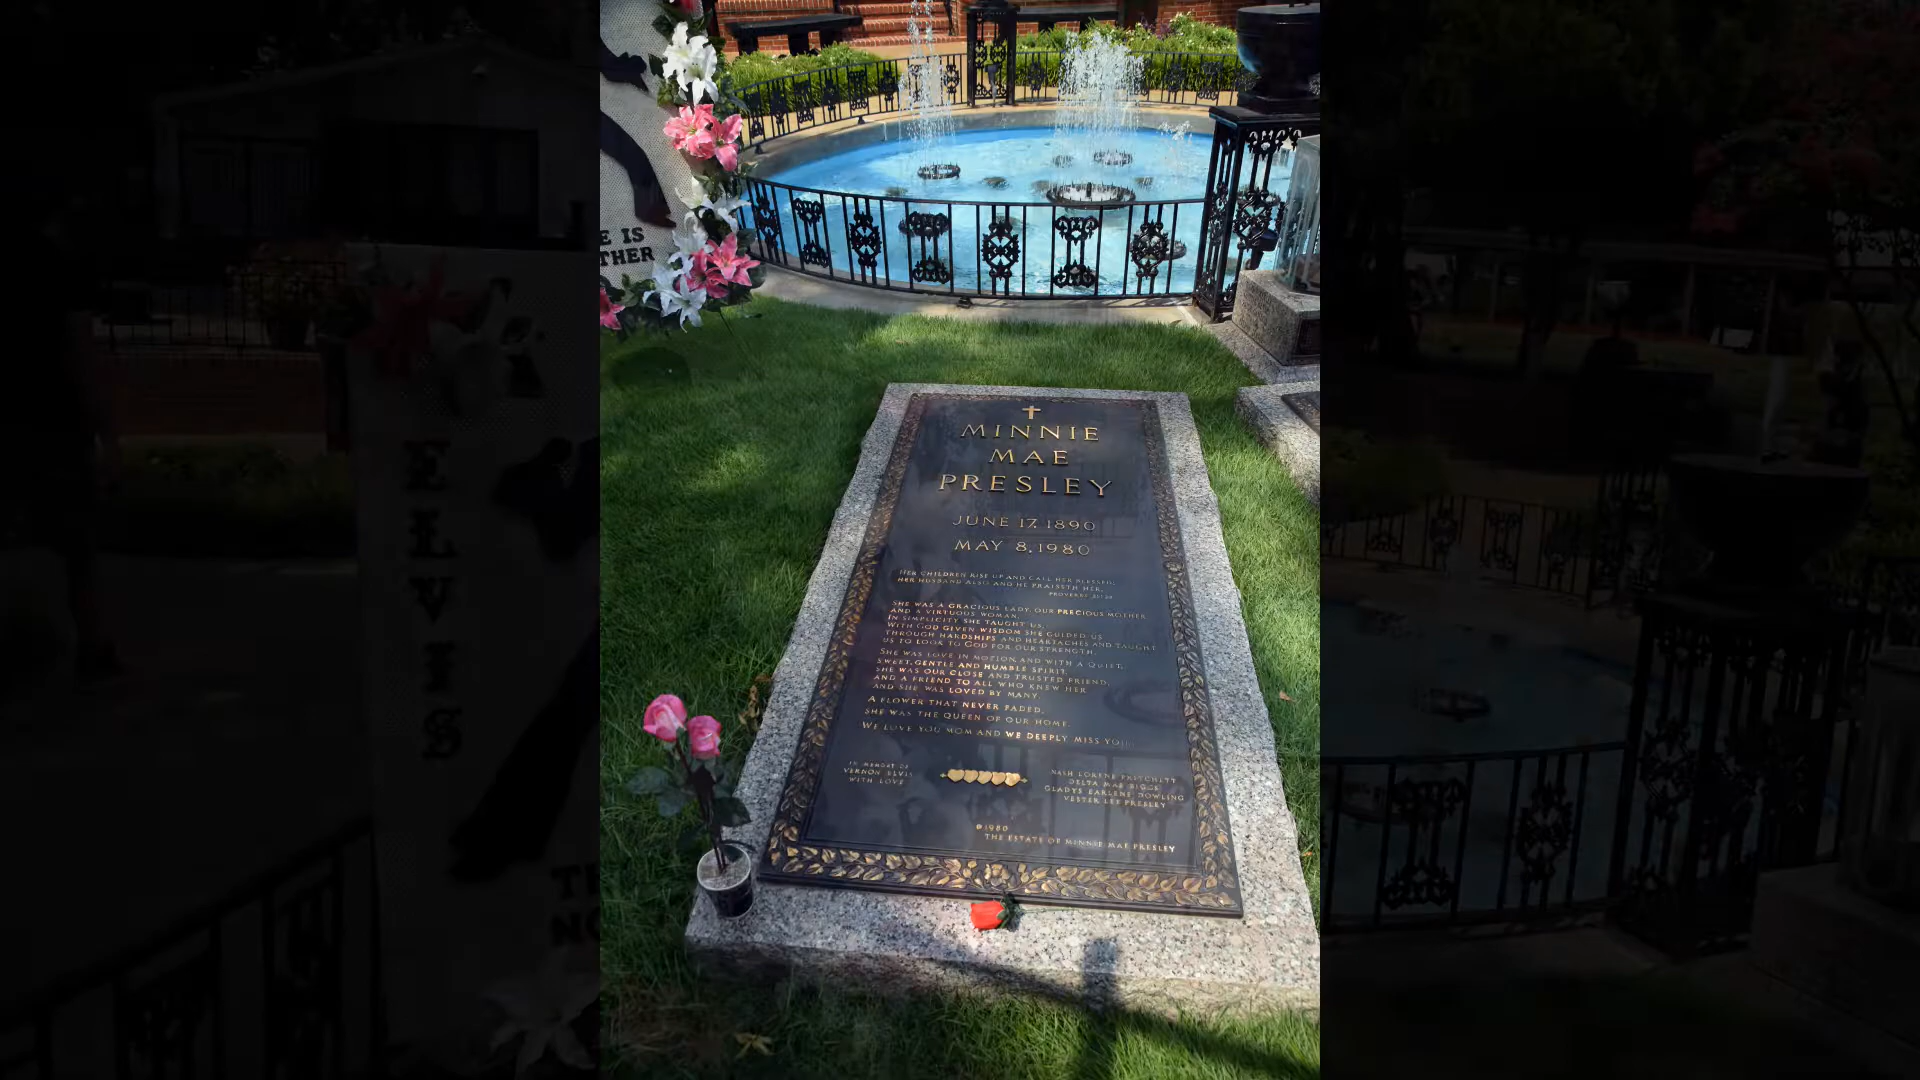 E IS
THER
ELVIS
MINNIE
MAE
PRESLEY
JUNE 17, 1890
MAY 8, 1980
HER CHILDREN RISE UP AND CALL HER BLESSED,
HER HUSBAND ALSO AND HE PRAISETH HER.
PROVERBS
SHE WAS A GRACIOUS LADY, OUR PRECIOUS MOTHER
AND A VIRTUOUS WOMAN.
IN SIMPLICITY SHE TAUGHT US,
WITH GOD GIVEN WISDOM SHE GUIDED US
THROUGH HARDSHIPS AND HEARTACHES AND TAUGHT
US TO LOOK TO GOD FOR OUR STRENGTH.
SHE WAS LOVE IN MOTION, AND WITH A QUIET,
SWEET, GENTLE AND HUMBLE SPIRIT.
SHE WAS OUR CLOSE AND TRUSTED FRIEND,
AND A FRIEND TO ALL WHO KNEW HER
AND SHE WAS LOVED BY MANY.
A FLOWER THAT NEVER FADED.
SHE WAS THE QUEEN OF OUR HOME.
WE LOVE YOU MOM AND WE DEEPLY MISS YOU
IN MEMORY OF
VERNON ELVIS
WITH LOVE
NASH LORENE PRITCHETT
DELTA MAE BIGGS
GLADYS EARLENE DOWLING
VESTER LEE PRESLEY
©1980
THE ESTATE OF MINNIE MAE PRESLEY